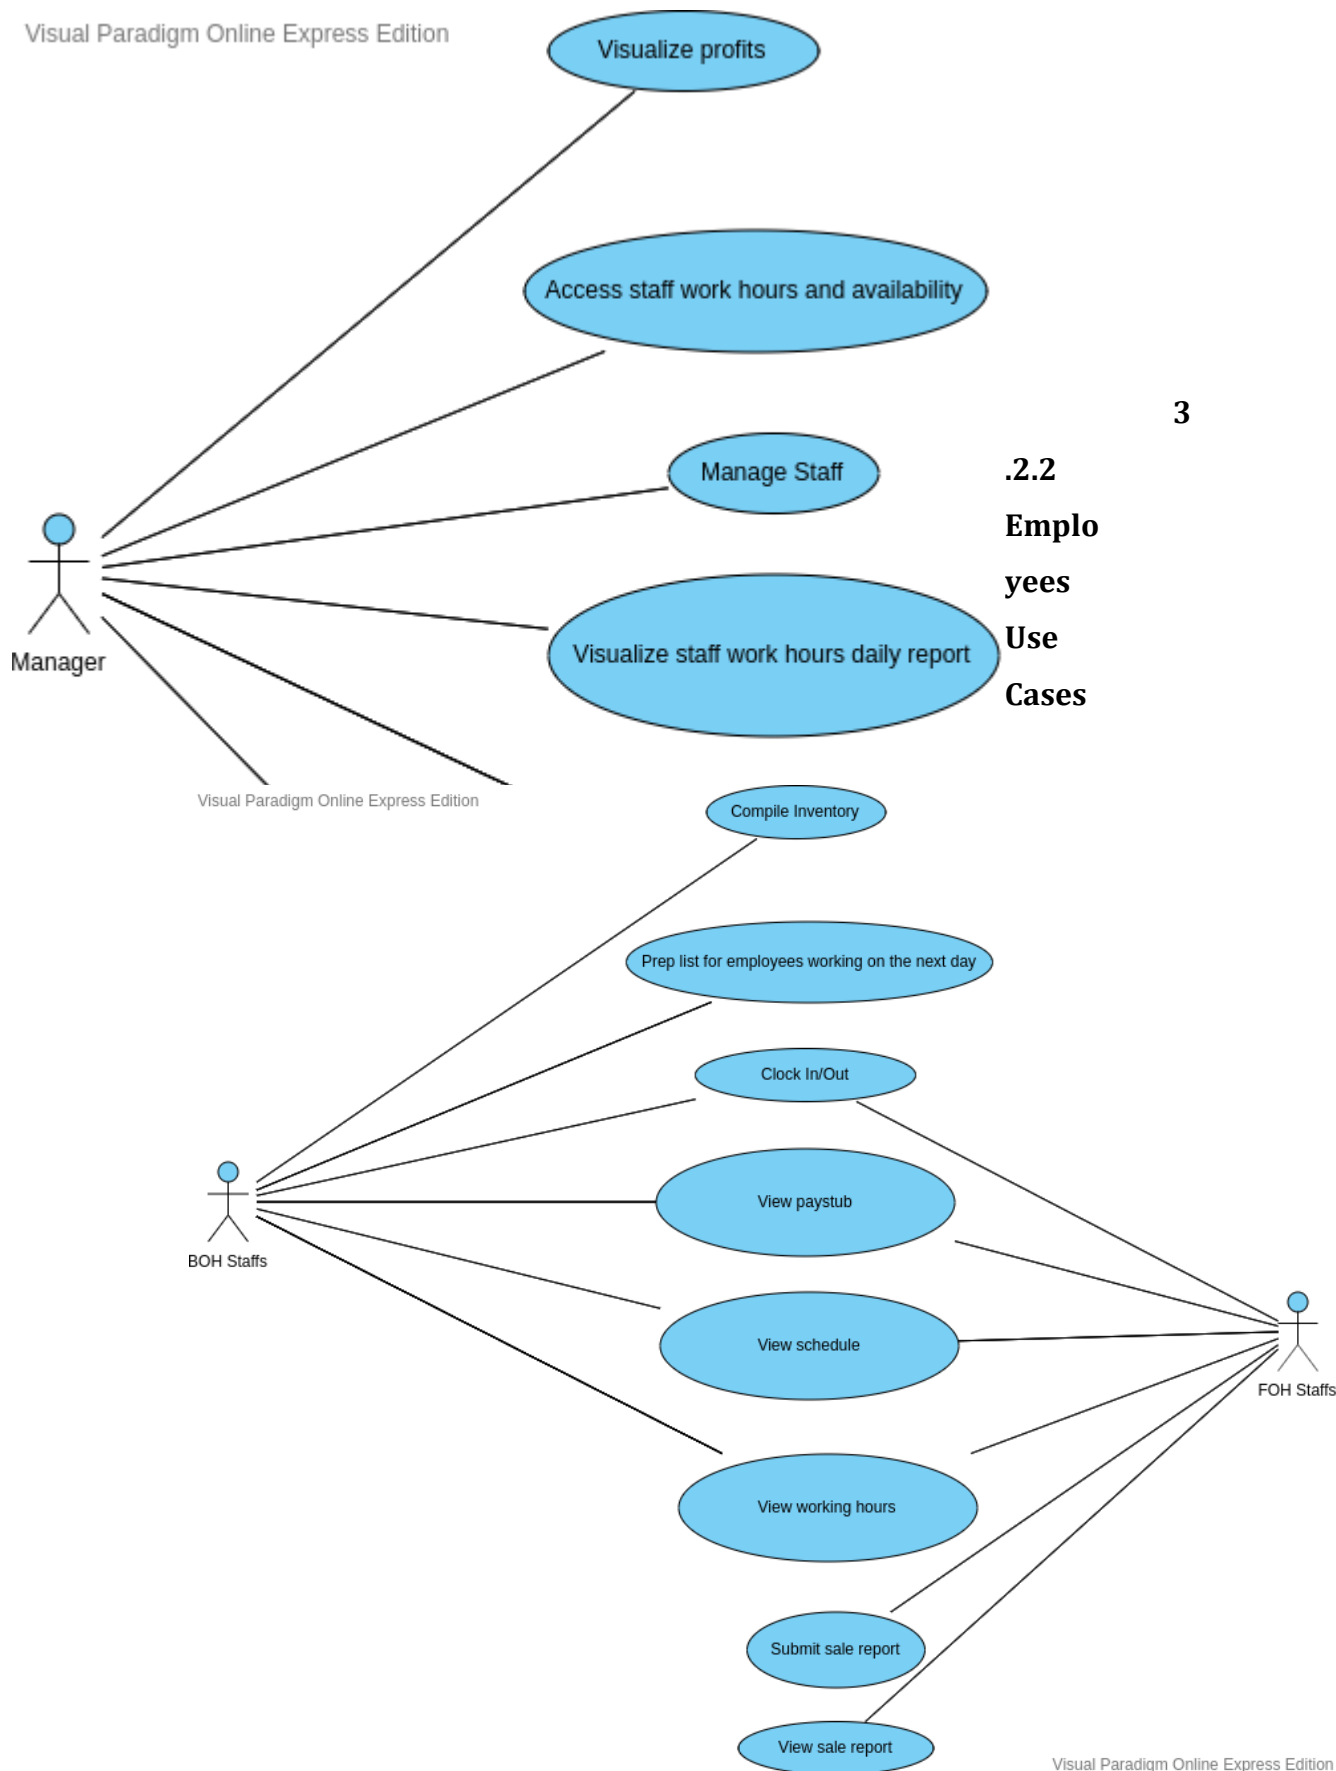 Visual Paradigm Online Express Edition
Visualize profits
Access staff work hours and availability
3
.2.2
Manage Staff
Emplo
yees
Use
Visualize staff work hours daily report
Manager
Cases
Visual Paradigm Online Express Edition
Compile Inventory
Prep list for employees working on the next day
Clock In/Out
View paystub
BOH Staffs
View schedule
FOH Staffs
View working hours
Submit sale report
View sale report
Visual Paradigm Online Express Edition